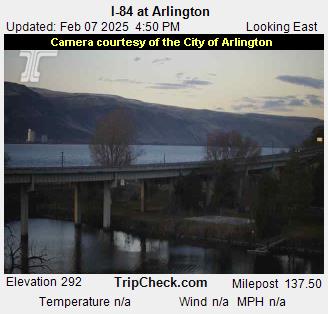 I-84 at Arlington
Updated: Feb 07 2025 4:50 PM Looking East
Camera courtesy of the City of Arlington
Elevation 292 TripCheck.com Milepost 137.50
Temperature n/a Wind n/a MPH n/a